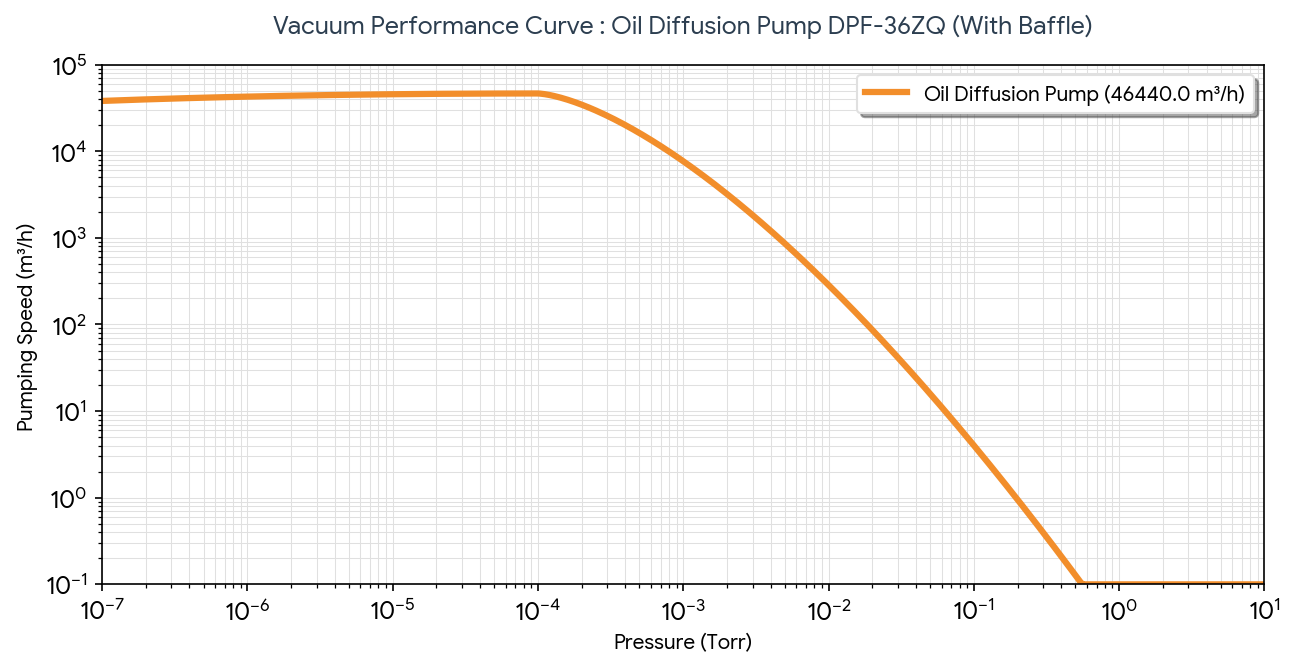 Vacuum Performance Curve : Oil Diffusion Pump DPF-36ZQ (With Baffle)
Oil Diffusion Pump (46440.0 m³/h)
Pumping Speed (m³/h)
10⁵
10⁴
10³
10²
10¹
10⁰
10⁻¹
10⁻⁷ 10⁻⁶ 10⁻⁵ 10⁻⁴ 10⁻³ 10⁻² 10⁻¹ 10⁰ 10¹
Pressure (Torr)